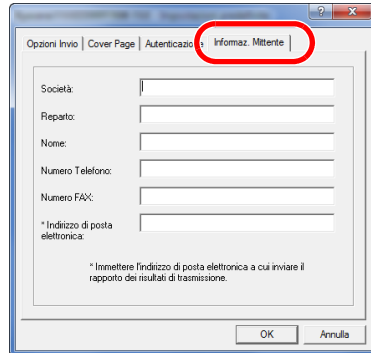 Opzioni Invio Cover Page Autenticazione Informaz. Mittente
Società:
Reparto:
Nome:
Numero Telefono:
Numero FAX:
* Indirizzo di posta
elettronica:
* Immettere l'indirizzo di posta elettronica a cui inviare il
rapporto dei risultati di trasmissione.
OK Annulla